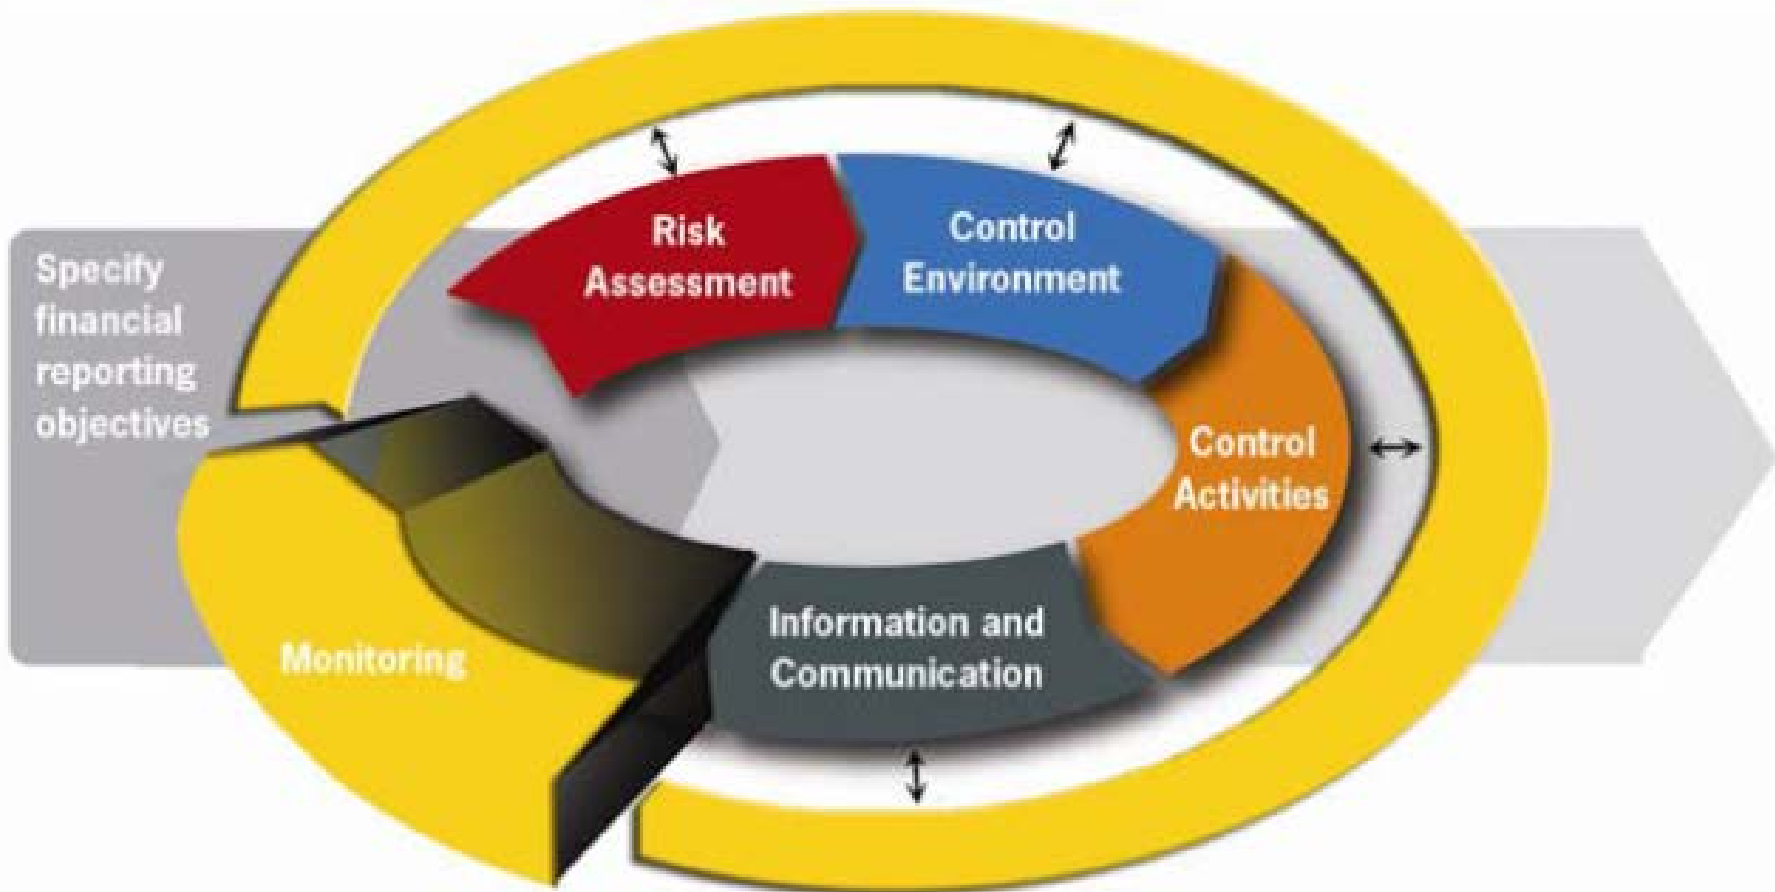 Specify
financial
reporting
objectives
Risk
Assessment
Control
Environment
Control
Activities
Information and
Communication
Monitoring